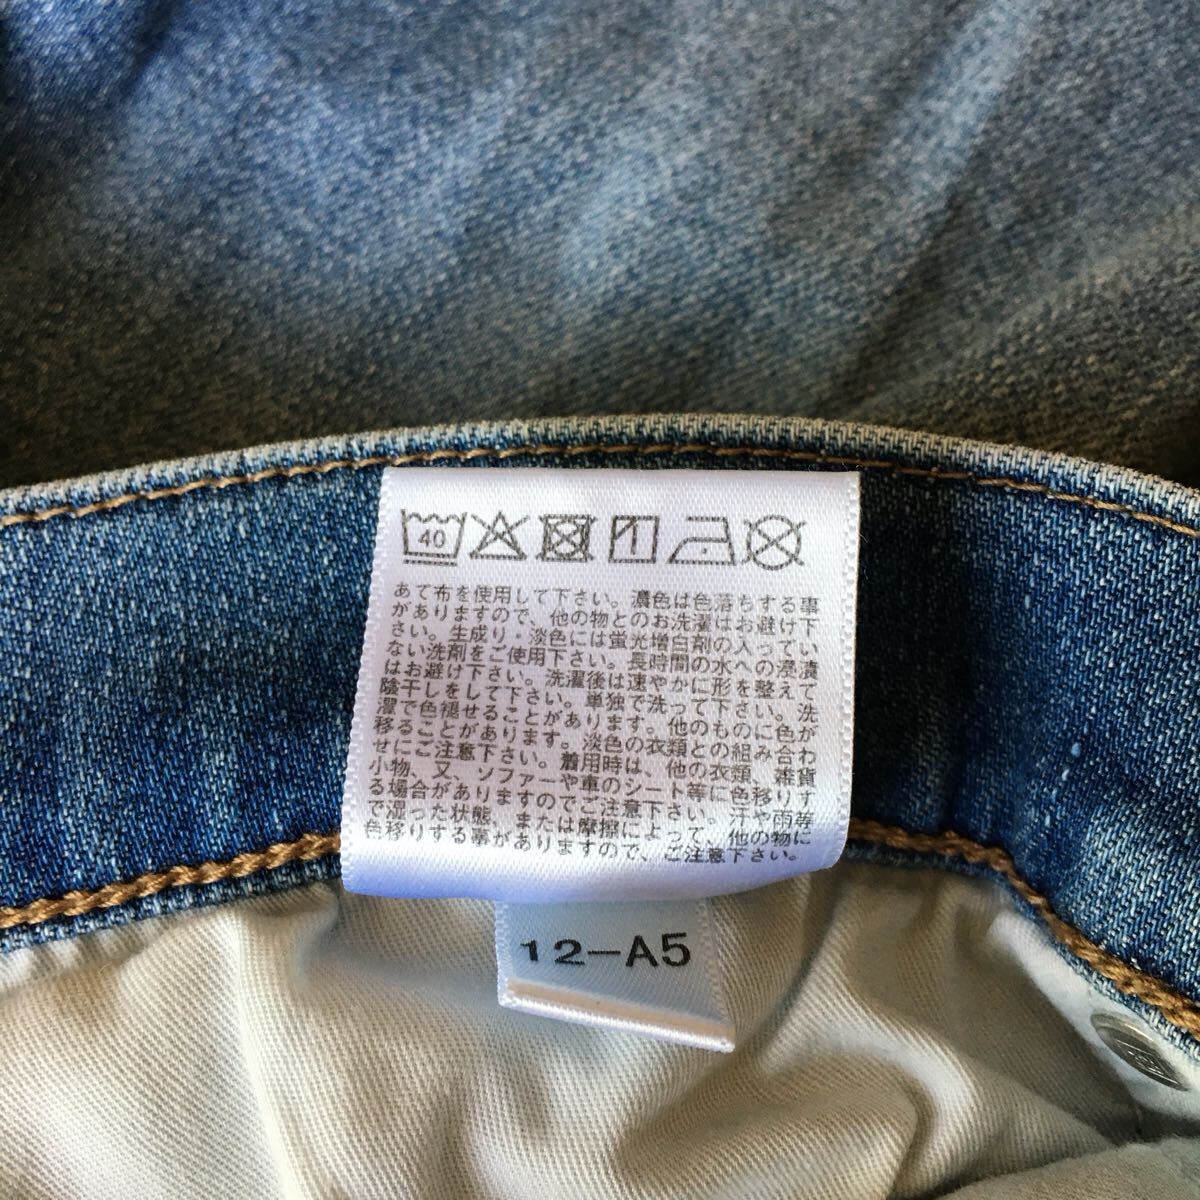 40
あて布を使用して下さい。濃色は色落ちする事
がありますので、他の物とのお洗濯はお避け下
さい。生成り・淡色には蛍光増白剤の入ってい
ない洗剤をご使用下さい。長時間の水への浸漬
はお避け下さい。洗濯後は速やかに形を整えて
陰干しをして下さい。単独で洗って下さい。洗
濯で色褪せることがあります。他のものに色が
移ることがあります。淡色の衣類との組み合わ
せにご注意下さい。着用時は、他の衣類、雑貨
小物、又、ソファーや車のシート等に色移りす
る場合がありますのでご注意下さい。汗や雨等
で湿った状態、または摩擦によって、他の物に
色移りする事がありますので、ご注意下さい。
12-A5